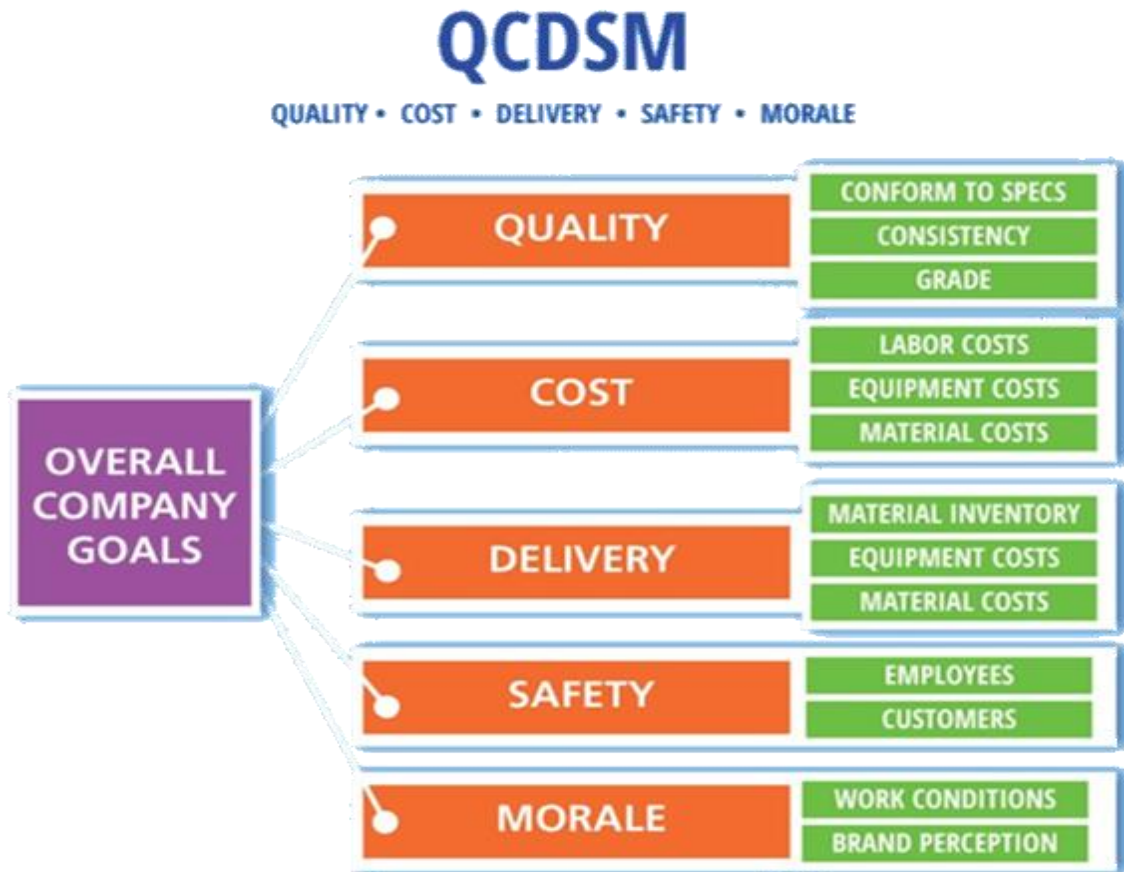 QCDSM
QUALITY • COST • DELIVERY • SAFETY • MORALE
OVERALL
COMPANY
GOALS
QUALITY
CONFORM TO SPECS
CONSISTENCY
GRADE
COST
LABOR COSTS
EQUIPMENT COSTS
MATERIAL COSTS
DELIVERY
MATERIAL INVENTORY
EQUIPMENT COSTS
MATERIAL COSTS
SAFETY
EMPLOYEES
CUSTOMERS
MORALE
WORK CONDITIONS
BRAND PERCEPTION